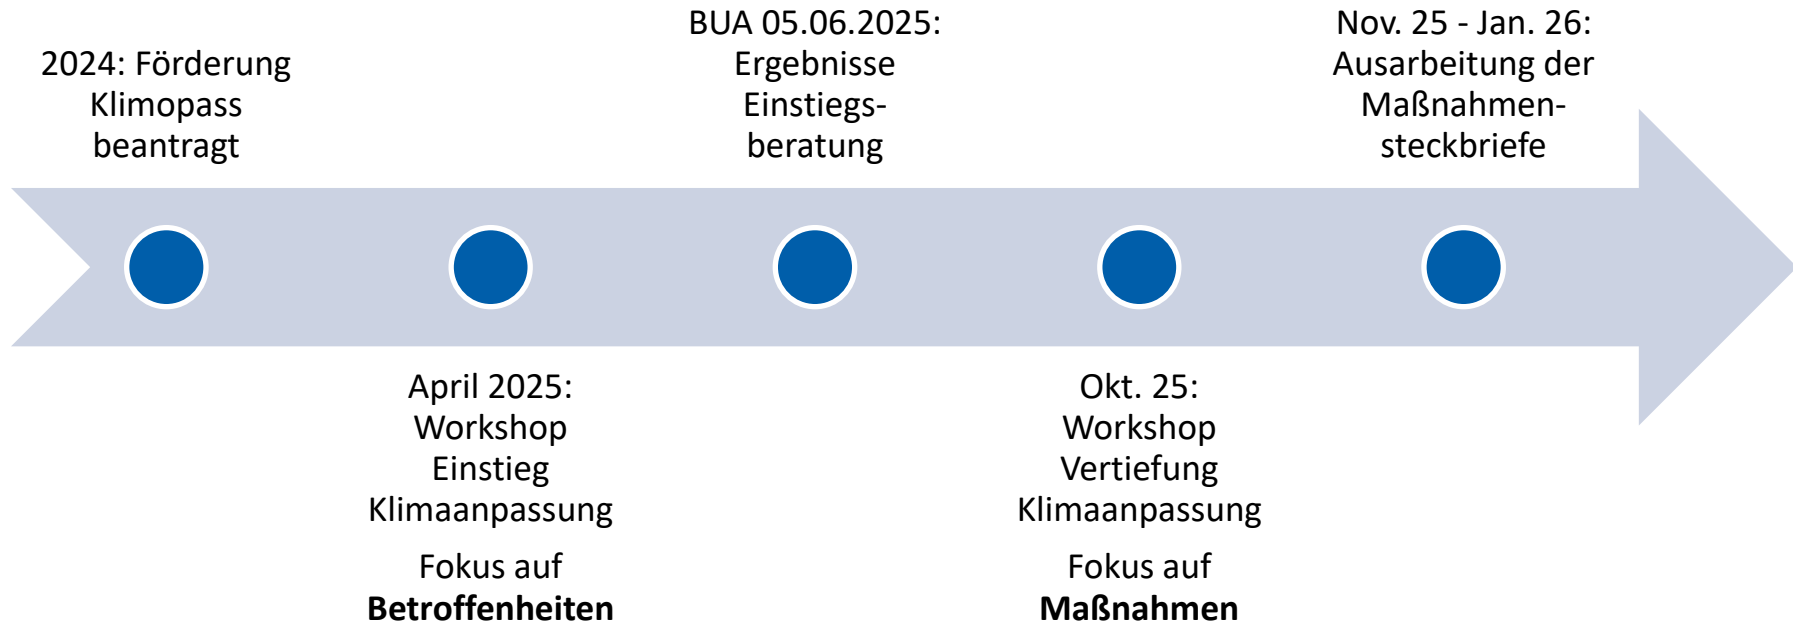 2024: Förderung
Klimopass
beantragt
April 2025:
Workshop
Einstieg
Klimaanpassung
Fokus auf
Betroffenheiten
BUA 05.06.2025:
Ergebnisse
Einstiegs-
beratung
Okt. 25:
Workshop
Vertiefung
Klimaanpassung
Fokus auf
Maßnahmen
Nov. 25 - Jan. 26:
Ausarbeitung der
Maßnahmen-
steckbriefe